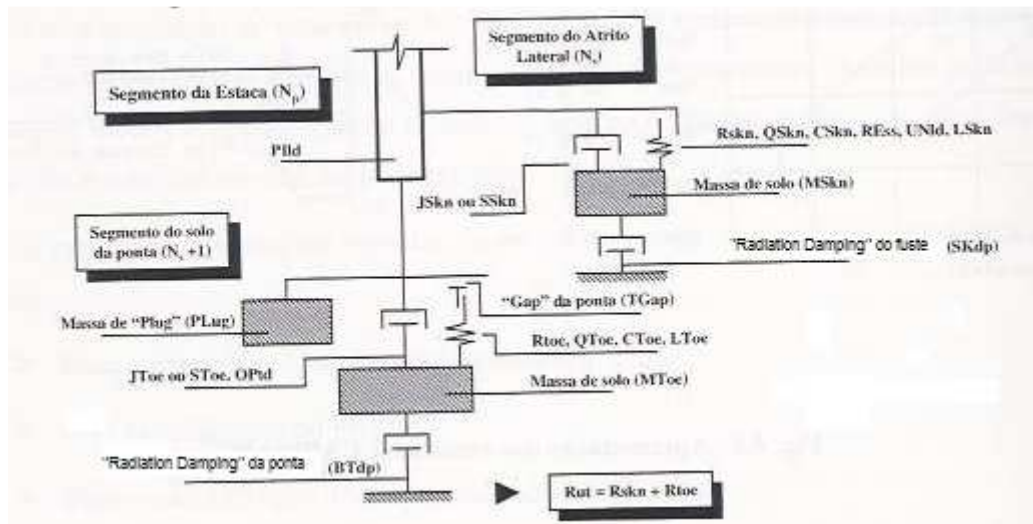 Segmento do Atrito
Lateral (Ns)
Segmento da Estaca (Np)
Rskn, QSkn, CSkn, REss, UNld, LSkn
PIld
Massa de solo (MSkn)
JSkn ou SSkn
Segmento do solo
da ponta (Ns +1)
"Radiation Damping" do fuste (SKdp)
"Gap" da ponta (TGap)
Massa de "Plug" (PLug)
Rtoe, QToe, CToe, LToe
JToe ou SToe, OPtd
Massa de solo (MToe)
"Radiation Damping" da ponta (BTdp)
Rut = Rskn + Rtoe